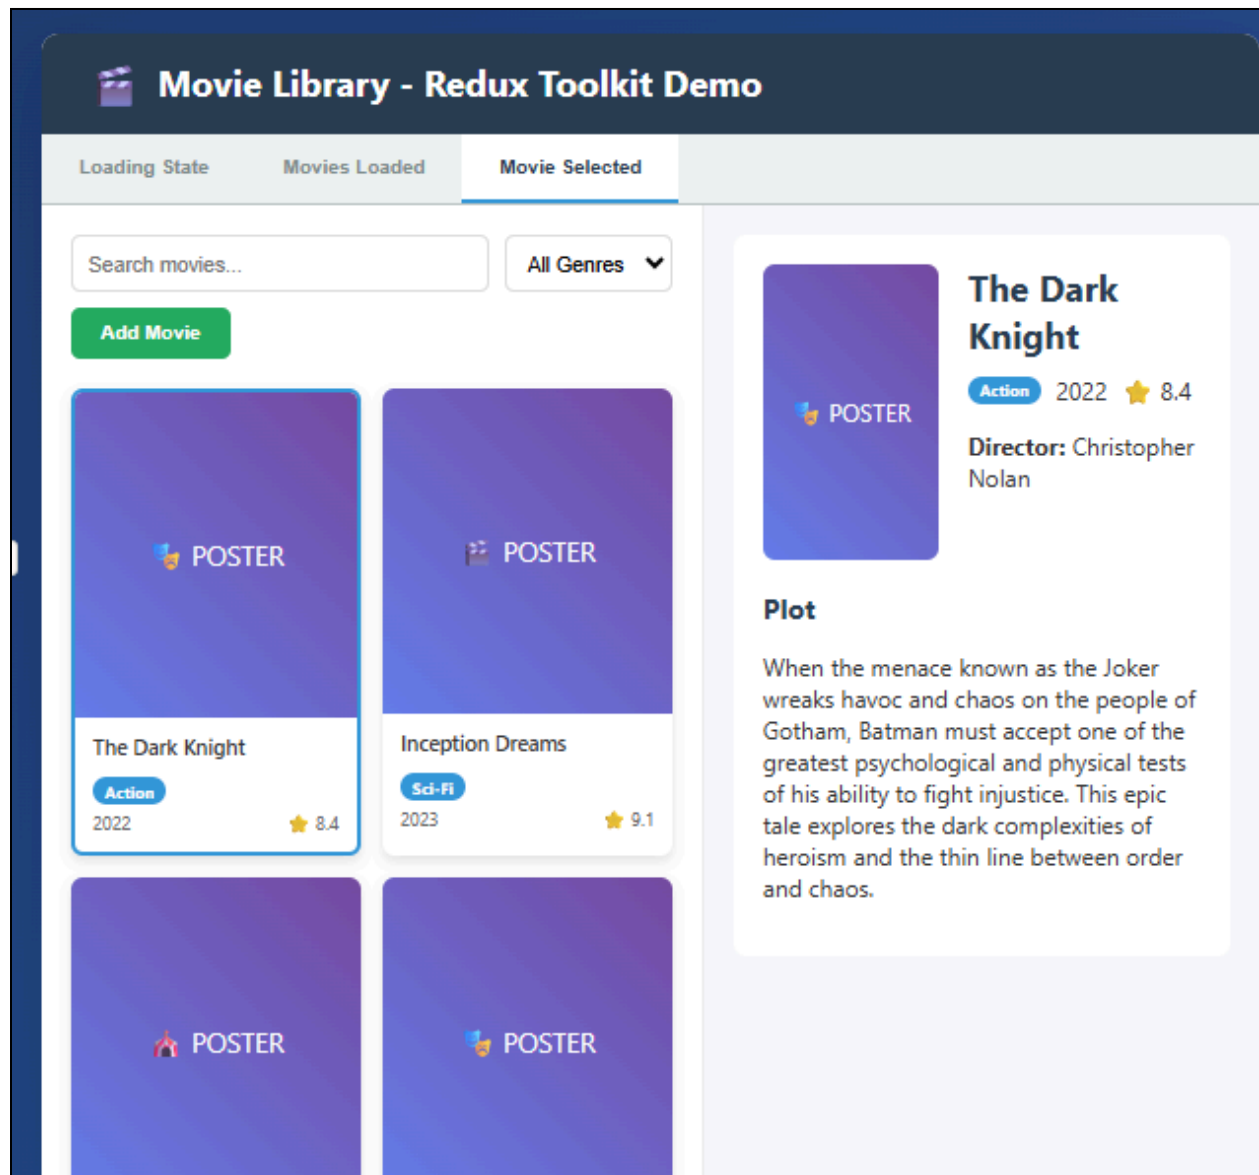 Movie Library - Redux Toolkit Demo
Loading State
Movies Loaded
Movie Selected
Search movies...
All Genres
Add Movie
POSTER
The Dark Knight
Action
2022
8.4
POSTER
Inception Dreams
Sci-Fi
2023
9.1
POSTER
POSTER
POSTER
The Dark
Knight
Action 2022 8.4
Director: Christopher
Nolan
Plot
When the menace known as the Joker
wreaks havoc and chaos on the people of
Gotham, Batman must accept one of the
greatest psychological and physical tests
of his ability to fight injustice. This epic
tale explores the dark complexities of
heroism and the thin line between order
and chaos.